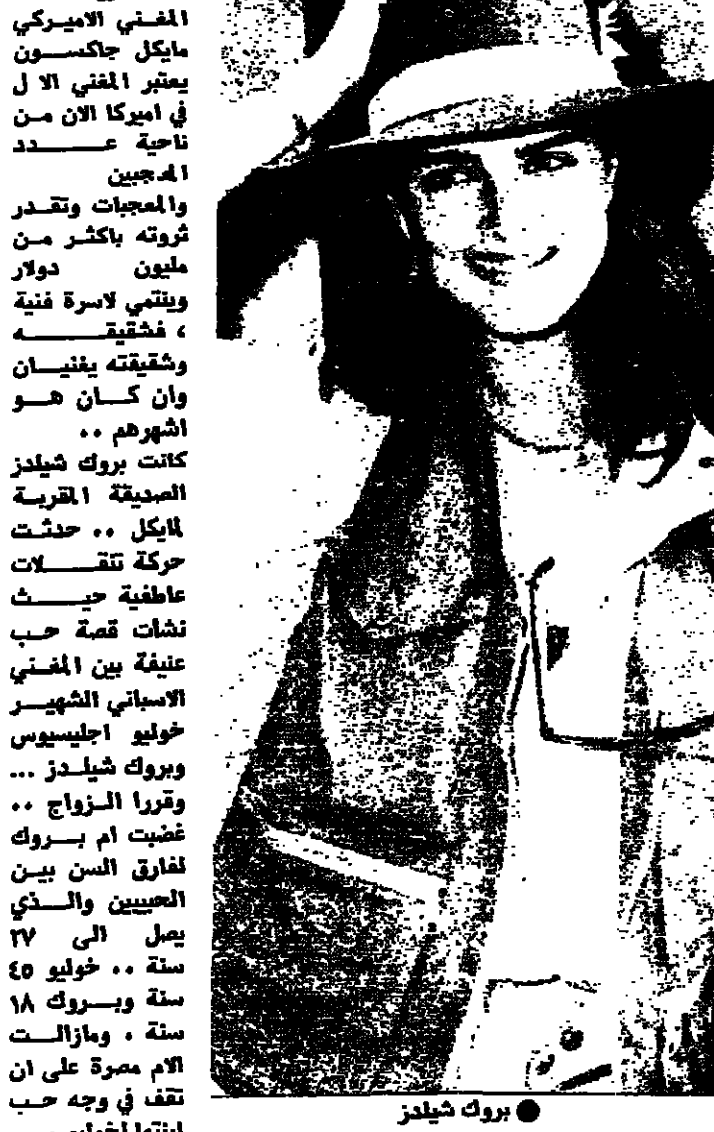 المغني الاميركي
مايكل جاكسون
يعتبر المغني الا ل
في اميركا الان من
ناحية عدد
المعجبين
والمعجبات وتقدر
ثروته باكثر من
مليون دولار
وينتمي لاسرة فنية
، فشقيقه
وشقيقته يغنيان
وان كان هو
اشهرهم ..
كانت بروك شيلدز
الصديقة المقربة
لمايكل .. حدثت
حركة تنقلات
عاطفية حيث
نشأت قصة حب
عنيفة بين المغني
الاسباني الشهير
خوليو اجليسيوس
وبروك شيلدز ...
وقررا الزواج ..
غضبت ام بروك
لفارق السن بين
الحبيبين والذي
يصل الى ٢٧
سنة .. خوليو ٤٥
سنة وبروك ١٨
سنة . ومازالت
الام مصرة على ان
تقف في وجه حب
ابنتها لخوليو
● بروك شيلدز